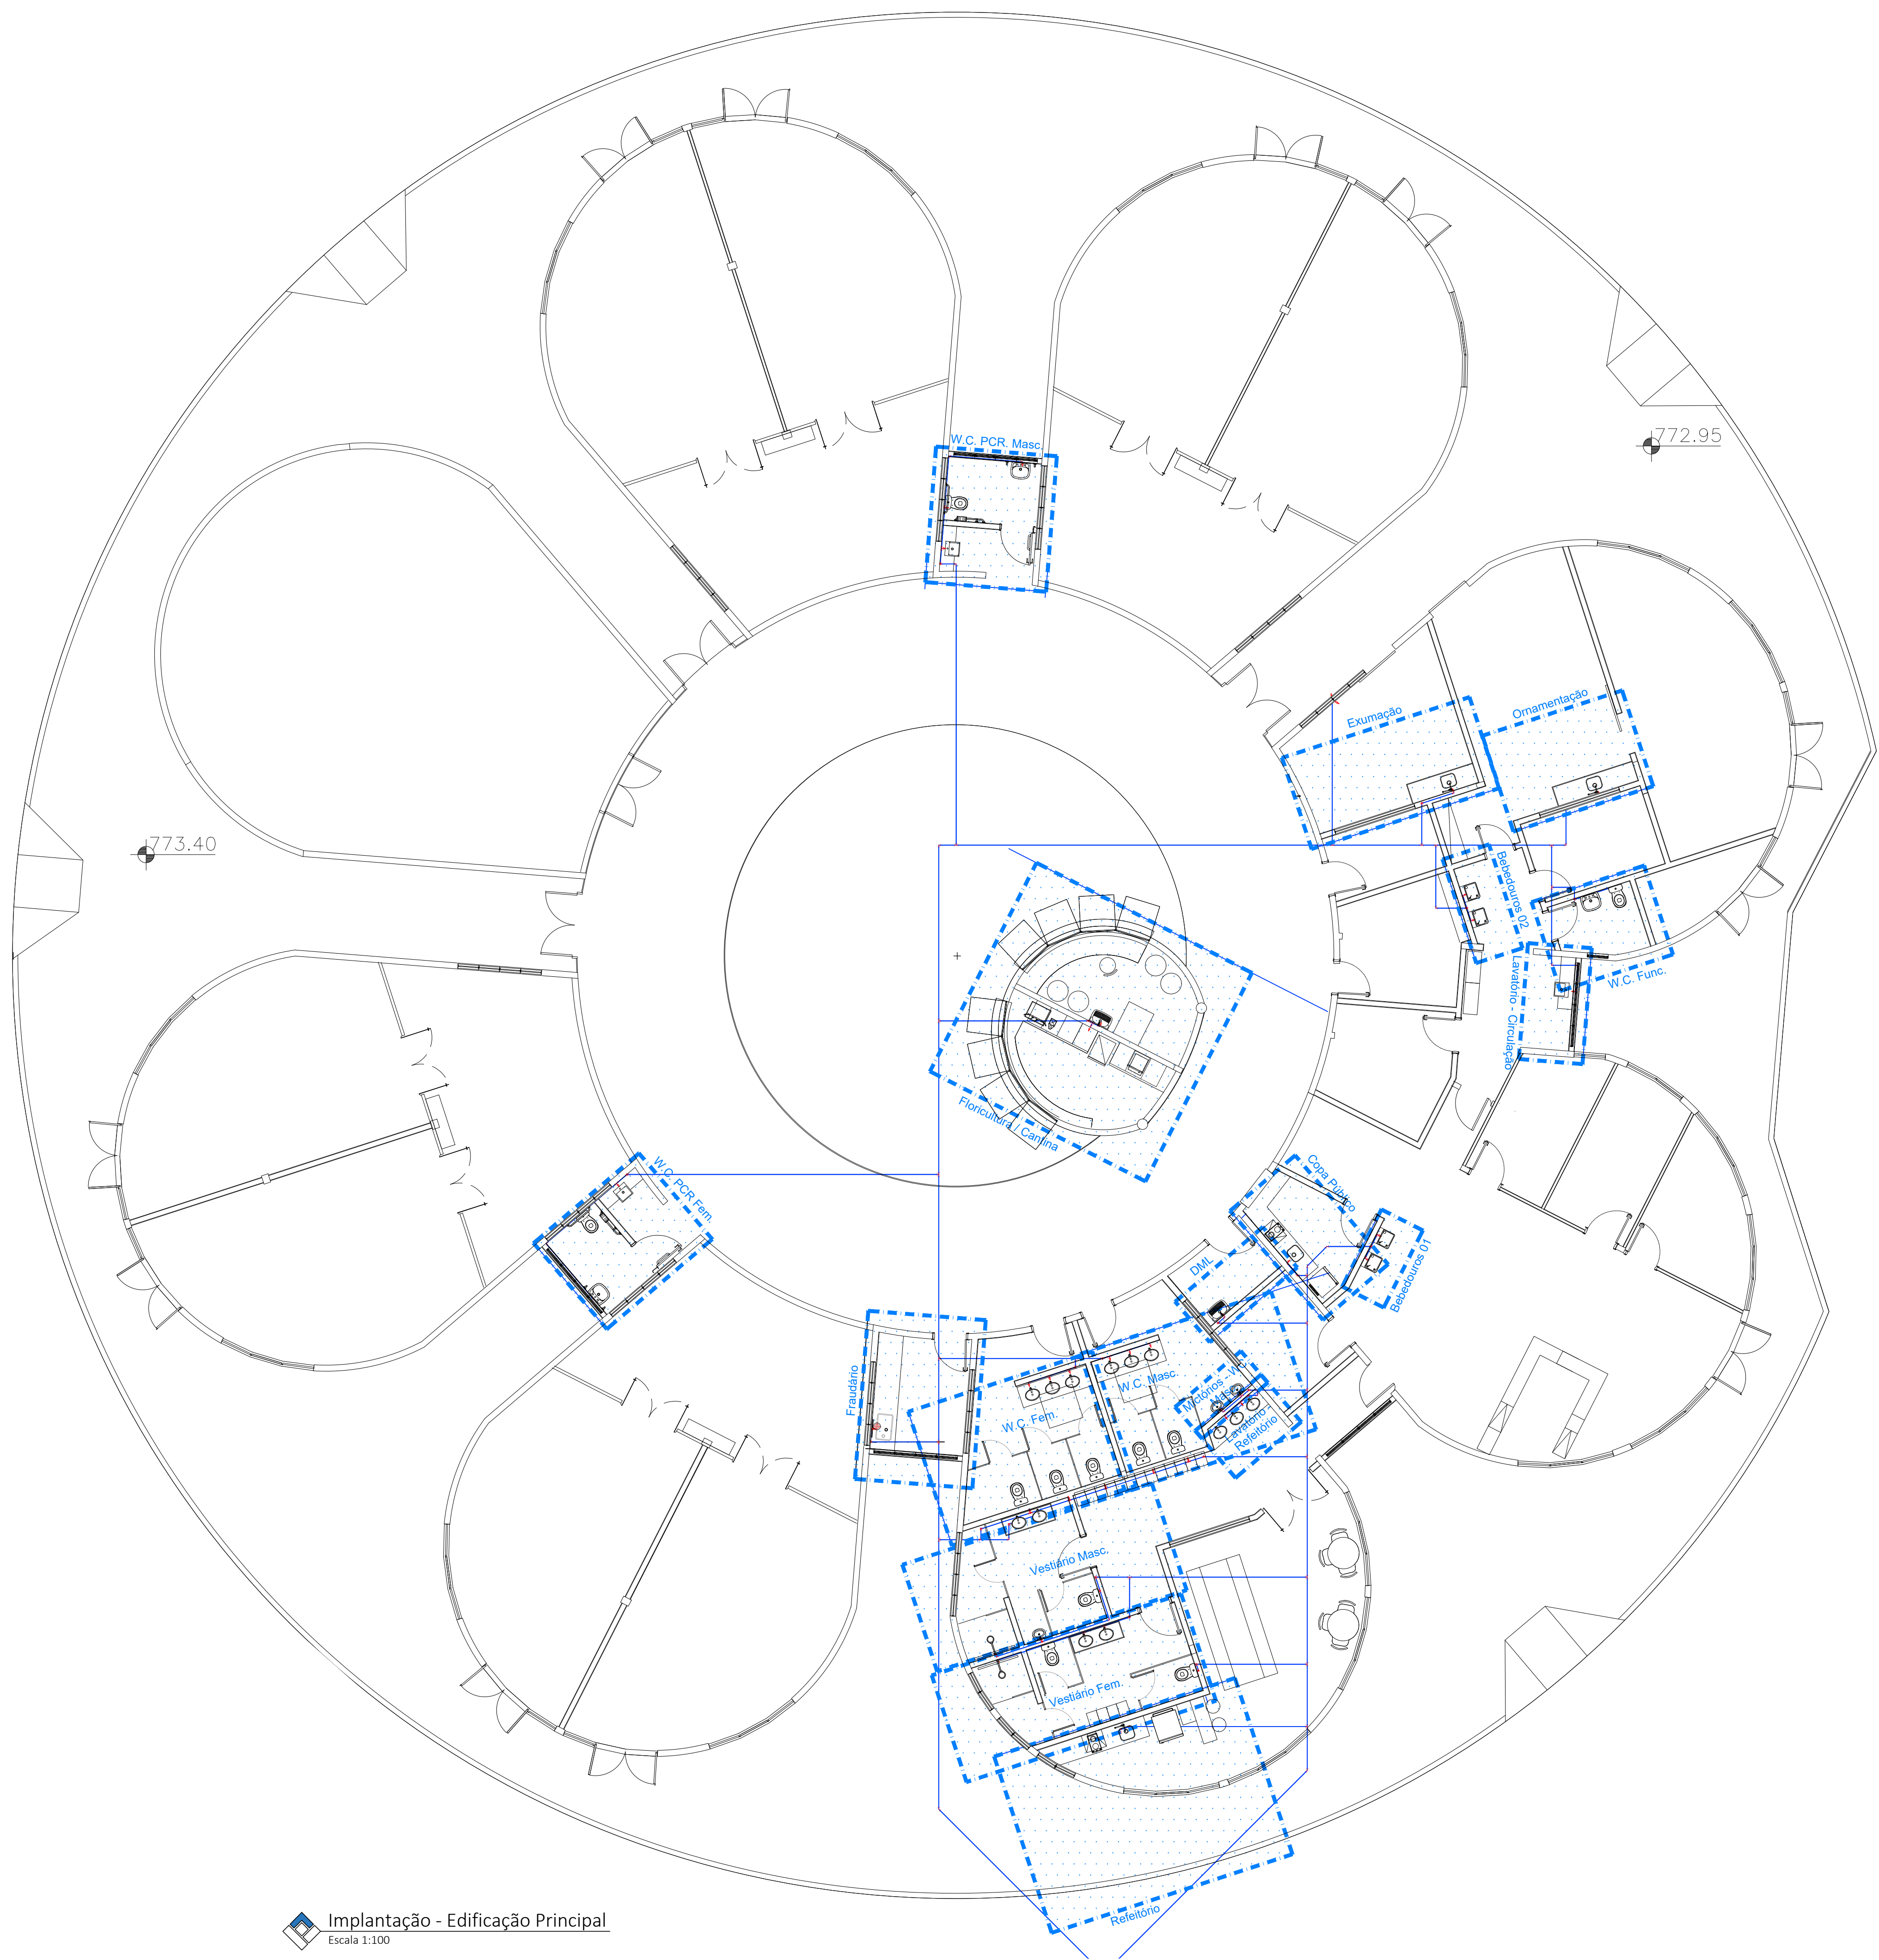 W.C. PCR. Masc.
772.95
Ornamentação
Exumação
773.40
Bebedouros 02
W.C. Func.
Lavatório - Circulação
Floricultura / Cantina
W.C. PCR Fem.
Copa Público
Bebedouros 01
DML
Fraudário
W.C. Masc.
Mictórios - W.C.
Masc.
W.C. Fem.
Lavatório
Refeitório
Vestiário Masc.
Vestiário Fem.
Refeitório
Implantação - Edificação Principal
Escala 1:100